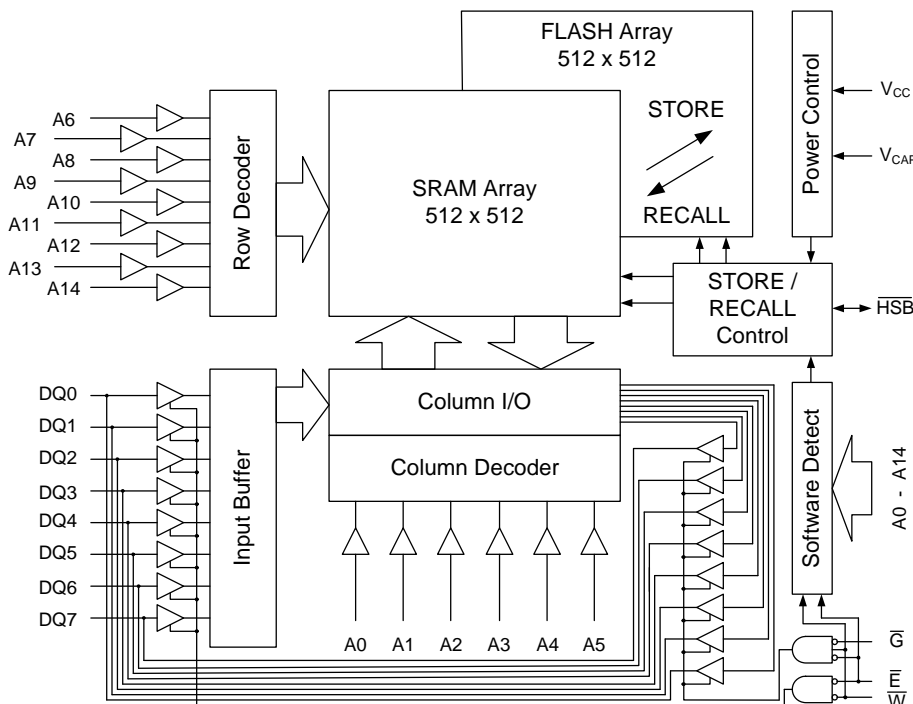 FLASH Array
512 x 512
STORE
RECALL
SRAM Array
512 x 512
Power Control
VCC
VCAP
A6
A7
A8
A9
A10
A11
A12
A13
A14
Row Decoder
STORE /
RECALL
Control
HSB
DQ0
DQ1
DQ2
DQ3
DQ4
DQ5
DQ6
DQ7
Input Buffer
Column I/O
Column Decoder
A0
A1
A2
A3
A4
A5
Software Detect
A0 - A14
G
E
W